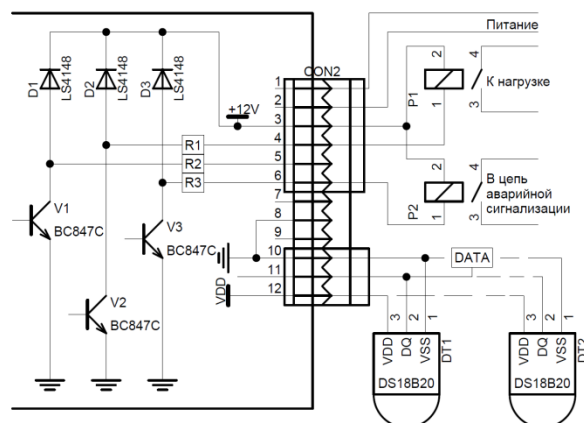 CON2
Питание
D1
LS4148
D2
LS4148
D3
LS4148
+12V
1
2
3
4
5
6
7
8
9
10
11
12
R1
R2
R3
P1
2
1
4
3
К нагрузке
P2
2
1
4
3
В цепь
аварийной
сигнализации
V1
BC847C
V3
BC847C
V2
BC847C
VDD
DATA
3
2
1
VDD
DQ
VSS
DT1
DS18B20
3
2
1
VDD
DQ
VSS
DT2
DS18B20